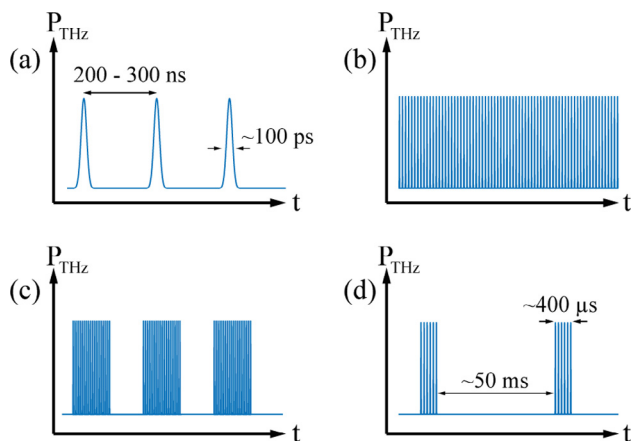 P_THz
(a)
200 - 300 ns
~100 ps
t
P_THz
(b)
t
P_THz
(c)
t
P_THz
(d)
~400 µs
~50 ms
t